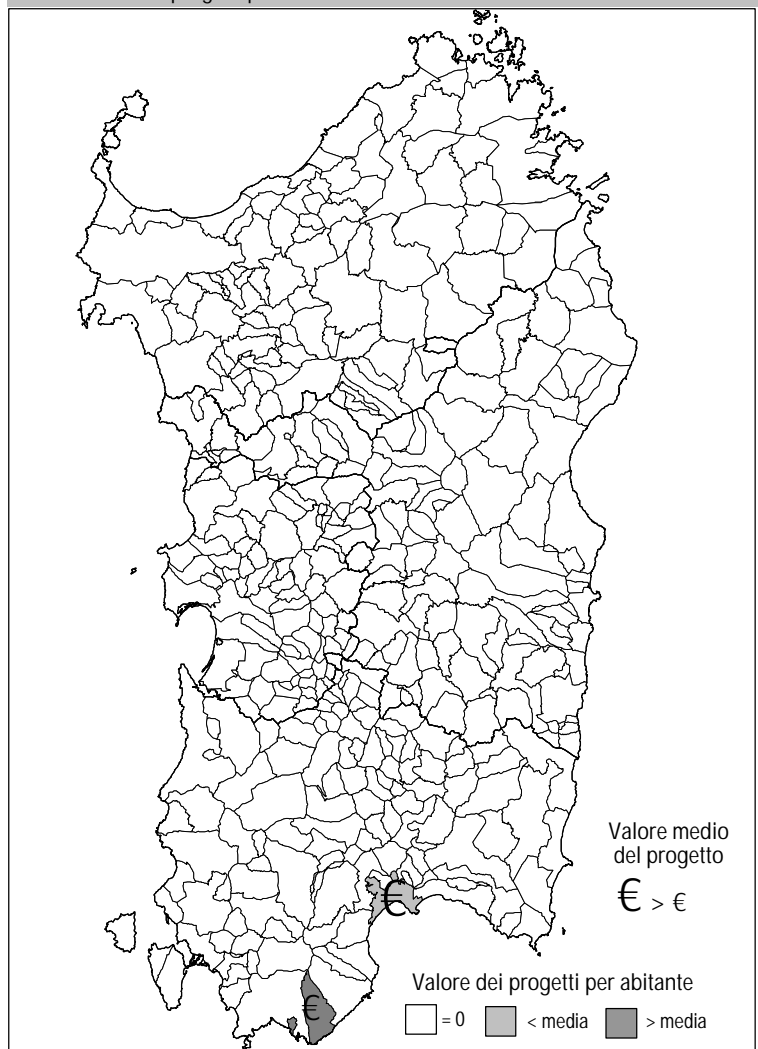 €
€
Valore medio
del progetto
€ > €
Valore dei progetti per abitante
= 0 < media > media